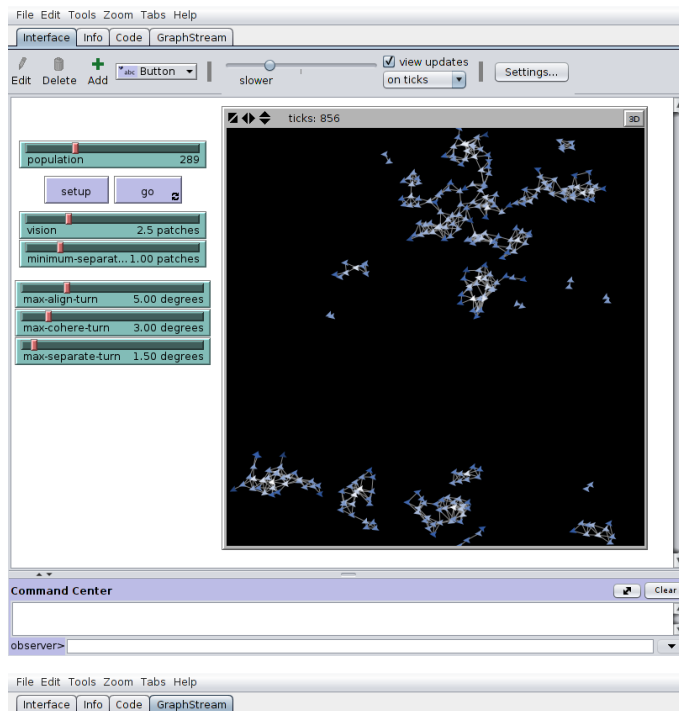 File Edit Tools Zoom Tabs Help
Interface Info Code GraphStream
Edit Delete Add abc Button slower view updates on ticks Settings...
ticks: 856 3D
population 289
setup go
vision 2.5 patches
minimum-separat... 1.00 patches
max-align-turn 5.00 degrees
max-cohere-turn 3.00 degrees
max-separate-turn 1.50 degrees
Command Center Clear
observer>
File Edit Tools Zoom Tabs Help
Interface Info Code GraphStream